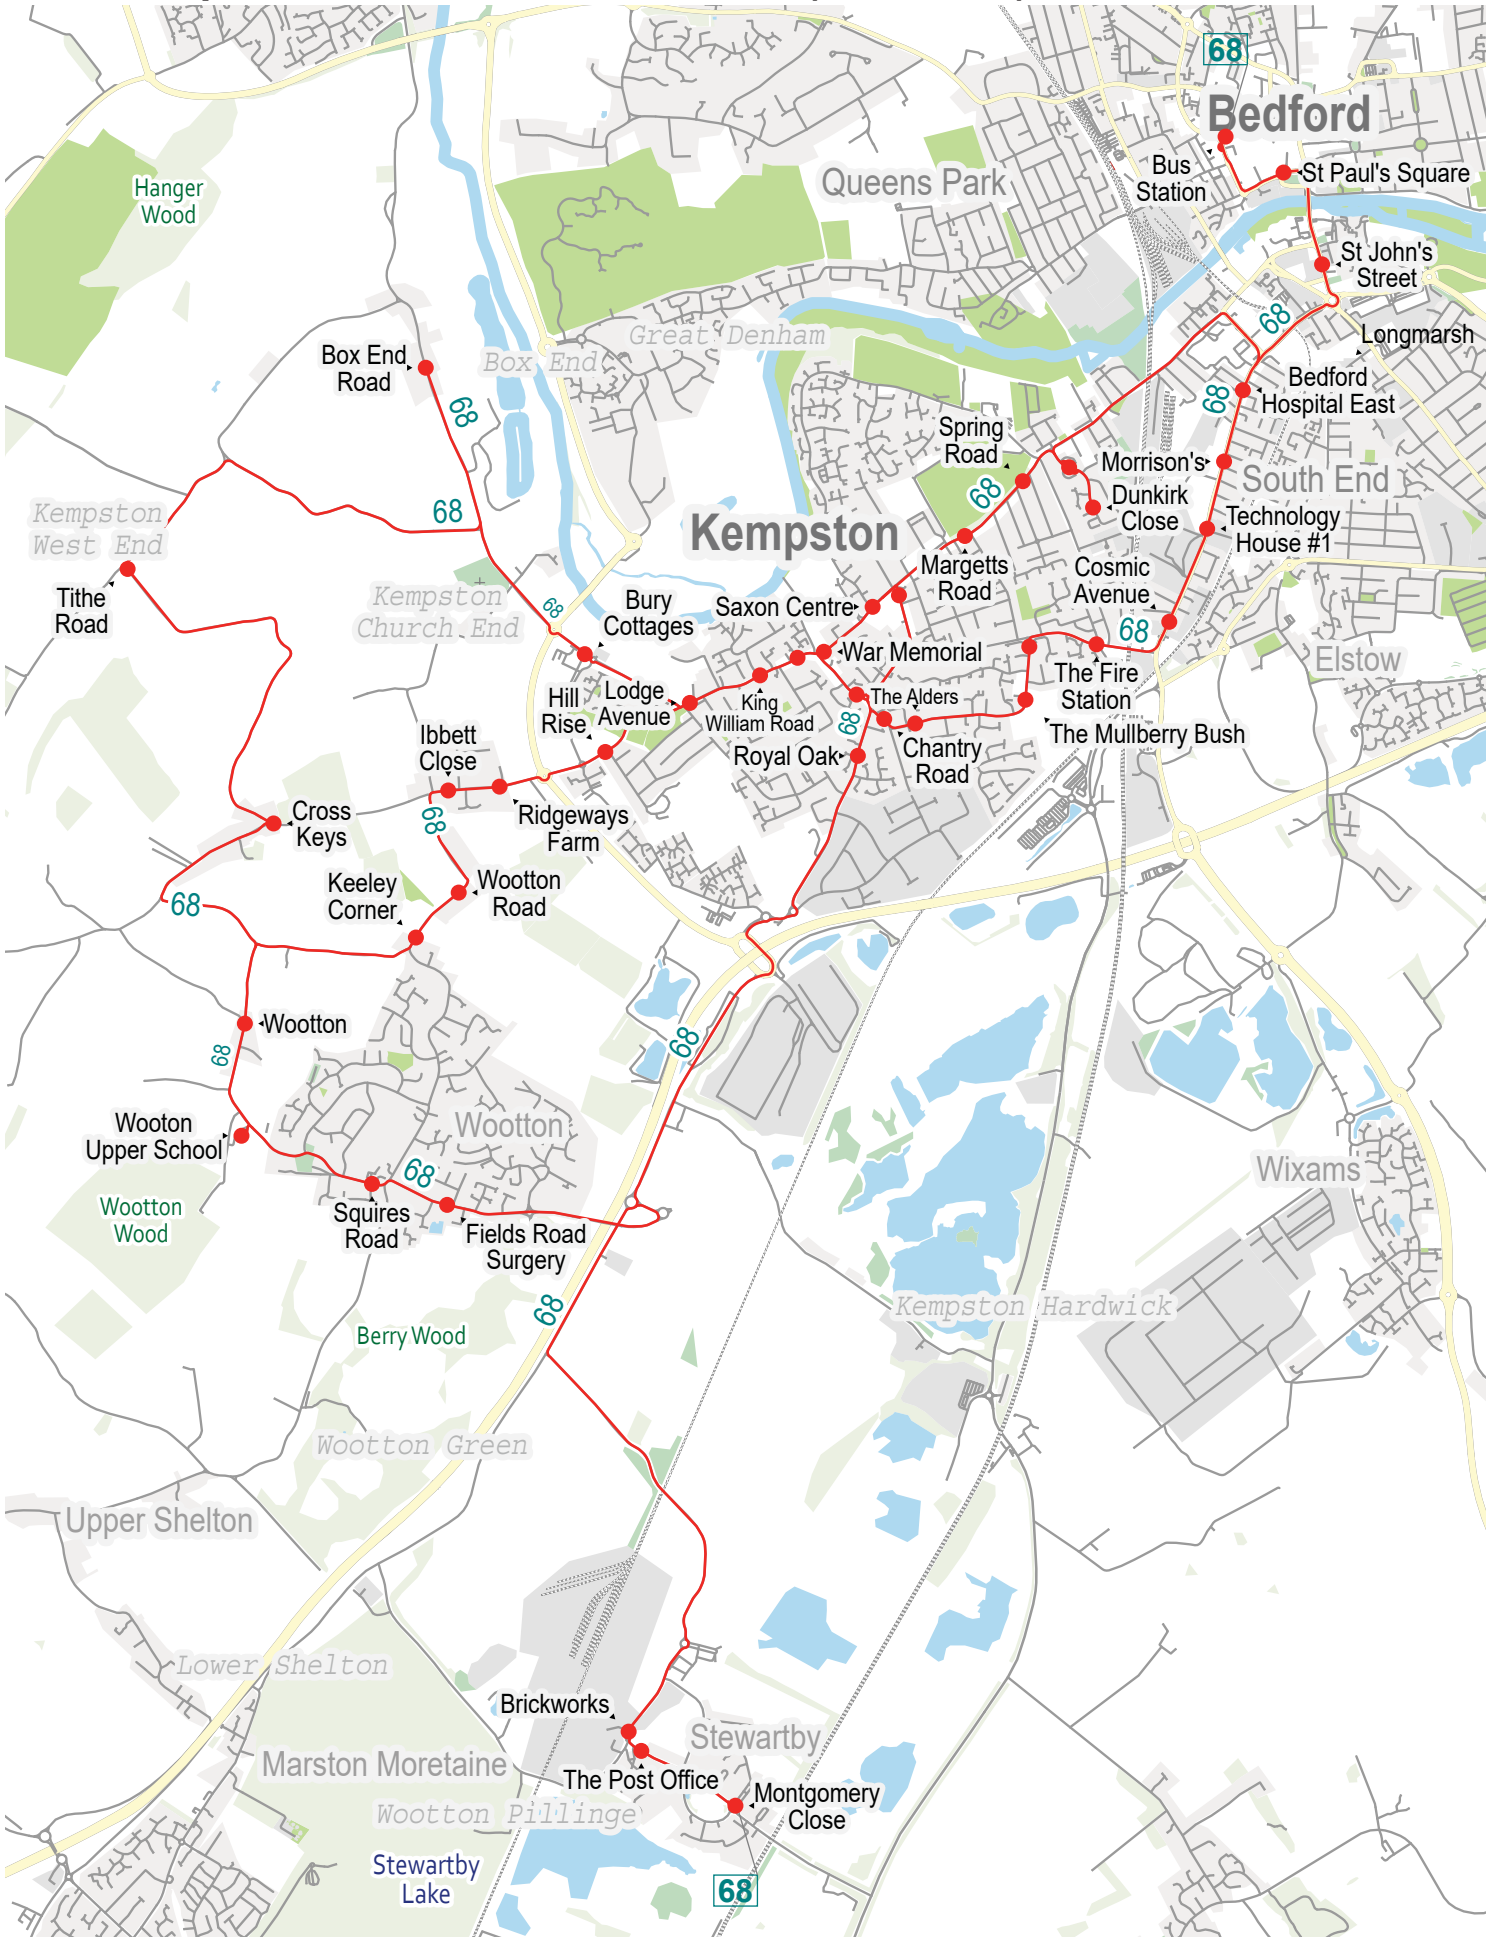 68
Bedford
Bus
Station
St Paul's Square
Queens Park
Hanger
Wood
St John's
Street
68
Longmarsh
Great Denham
Box End
Box End
Road
68
Bedford
Hospital East
68
Spring
Road
Morrison's
South End
68
Dunkirk
Close
68
Kempston
West End
Kempston
Technology
House #1
Margetts
Road
Cosmic
Avenue
Tithe
Road
Kempston
Church End
68
Bury
Cottages
Saxon Centre
68
War Memorial
Elstow
The Fire
Station
Hill
Rise
Lodge
Avenue
King
William Road
The Alders
68
The Mullberry Bush
Ibbett
Close
Royal Oak
Chantry
Road
Cross
Keys
68
Ridgeways
Farm
Keeley
Corner
Wootton
Road
68
Wootton
68
68
Wooton
Upper School
Wootton
Wixams
68
Wootton
Wood
Squires
Road
Fields Road
Surgery
68
Kempston Hardwick
Berry Wood
Wootton Green
Upper Shelton
Lower Shelton
Brickworks
Stewartby
Marston Moretaine
The Post Office
Montgomery
Close
Wootton Pillinge
Stewartby
Lake
68